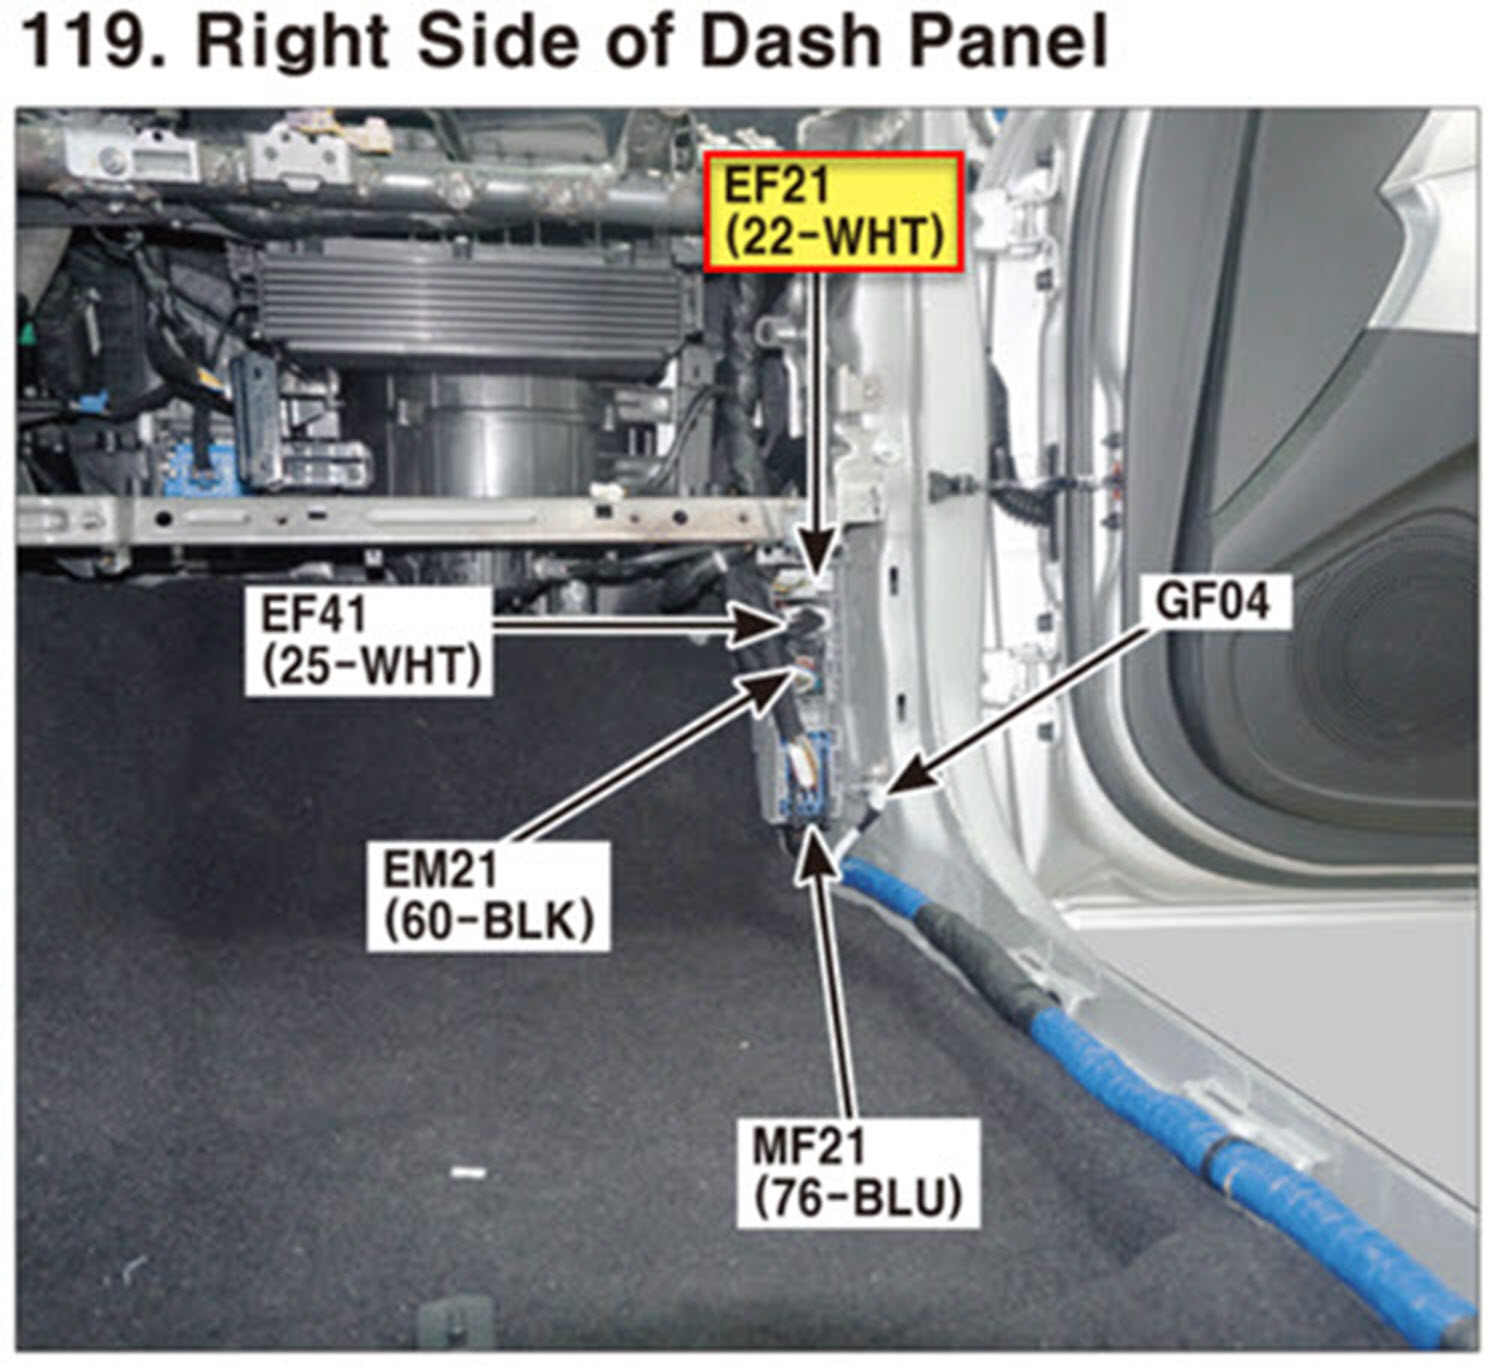 119. Right Side of Dash Panel
EF21
(22-WHT)
EF41
(25-WHT)
GF04
EM21
(60-BLK)
MF21
(76-BLU)